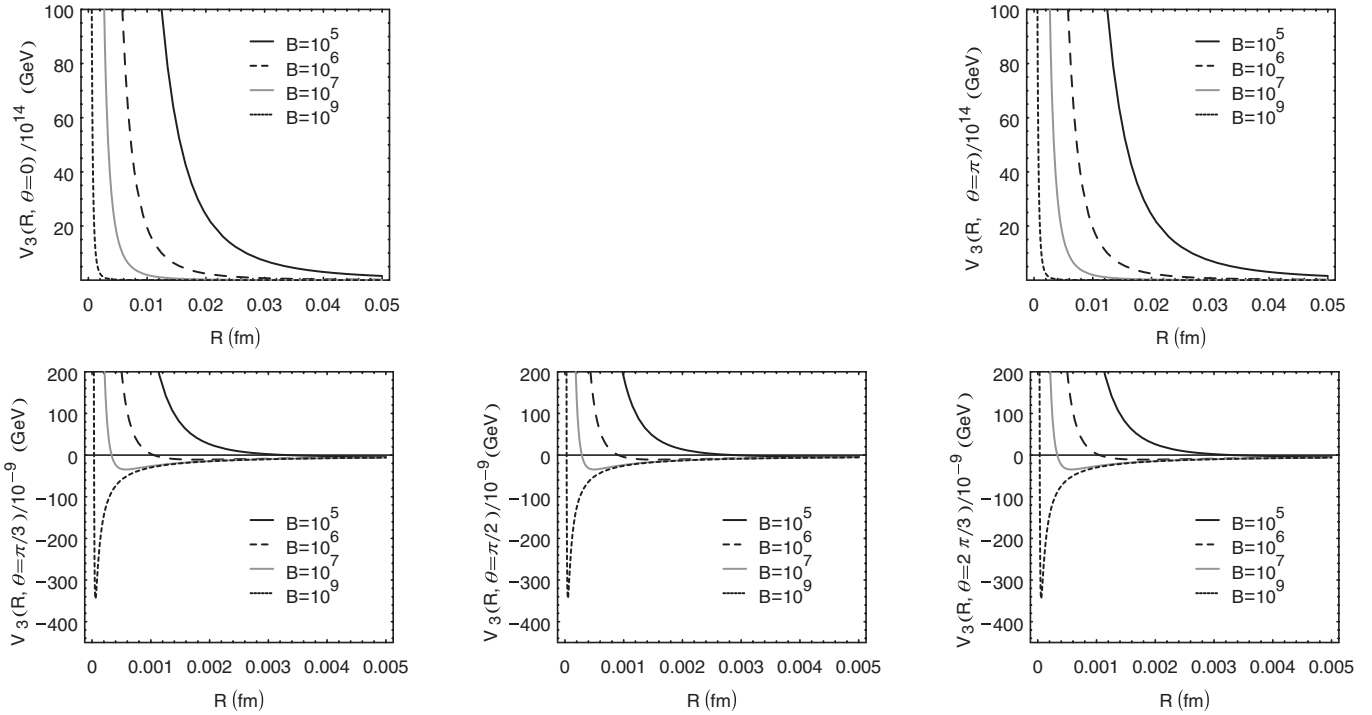 V3(R, θ=0) /10^14 (GeV)
100
80
60
40
20
B=10^5
B=10^6
B=10^7
B=10^9
0 0.01 0.02 0.03 0.04 0.05
R (fm)
V3(R, θ=π)/10^14 (GeV)
100
80
60
40
20
B=10^5
B=10^6
B=10^7
B=10^9
0 0.01 0.02 0.03 0.04 0.05
R (fm)
V3(R, θ=π/3)/10^−9 (GeV)
200
100
0
−100
−200
−300
−400
B=10^5
B=10^6
B=10^7
B=10^9
0 0.001 0.002 0.003 0.004 0.005
R (fm)
V3(R, θ=π/2)/10^−9 (GeV)
200
100
0
−100
−200
−300
−400
B=10^5
B=10^6
B=10^7
B=10^9
0 0.001 0.002 0.003 0.004 0.005
R (fm)
V3(R, θ=2 π/3)/10^−9 (GeV)
200
100
0
−100
−200
−300
−400
B=10^5
B=10^6
B=10^7
B=10^9
0 0.001 0.002 0.003 0.004 0.005
R (fm)